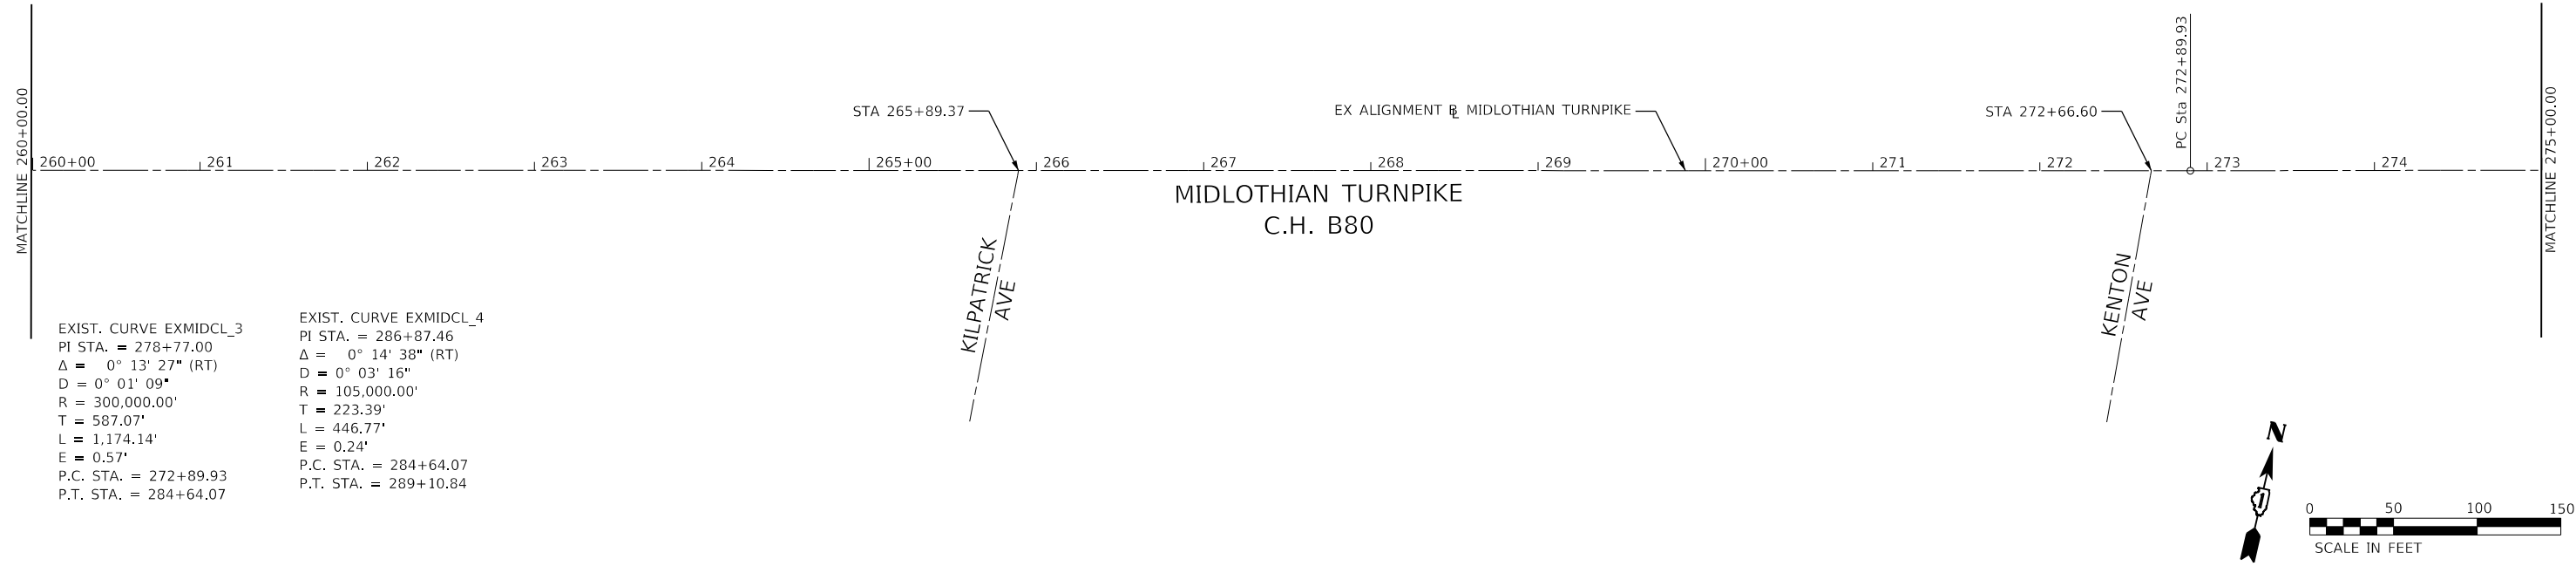 MATCHLINE 260+00.00
STA 265+89.37
EX ALIGNMENT ℄ MIDLOTHIAN TURNPIKE
STA 272+66.60
PC Sta 272+89.93
MATCHLINE 275+00.00
260+00 261 262 263 264 265+00 266 267 268 269 270+00 271 272 273 274
MIDLOTHIAN TURNPIKE
C.H. B80
KILPATRICK
AVE
KENTON
AVE
EXIST. CURVE EXMIDCL_3
PI STA. = 278+77.00
Δ = 0° 13' 27" (RT)
D = 0° 01' 09"
R = 300,000.00'
T = 587.07'
L = 1,174.14'
E = 0.57'
P.C. STA. = 272+89.93
P.T. STA. = 284+64.07
EXIST. CURVE EXMIDCL_4
PI STA. = 286+87.46
Δ = 0° 14' 38" (RT)
D = 0° 03' 16"
R = 105,000.00'
T = 223.39'
L = 446.77'
E = 0.24'
P.C. STA. = 284+64.07
P.T. STA. = 289+10.84
N
0 50 100 150
SCALE IN FEET